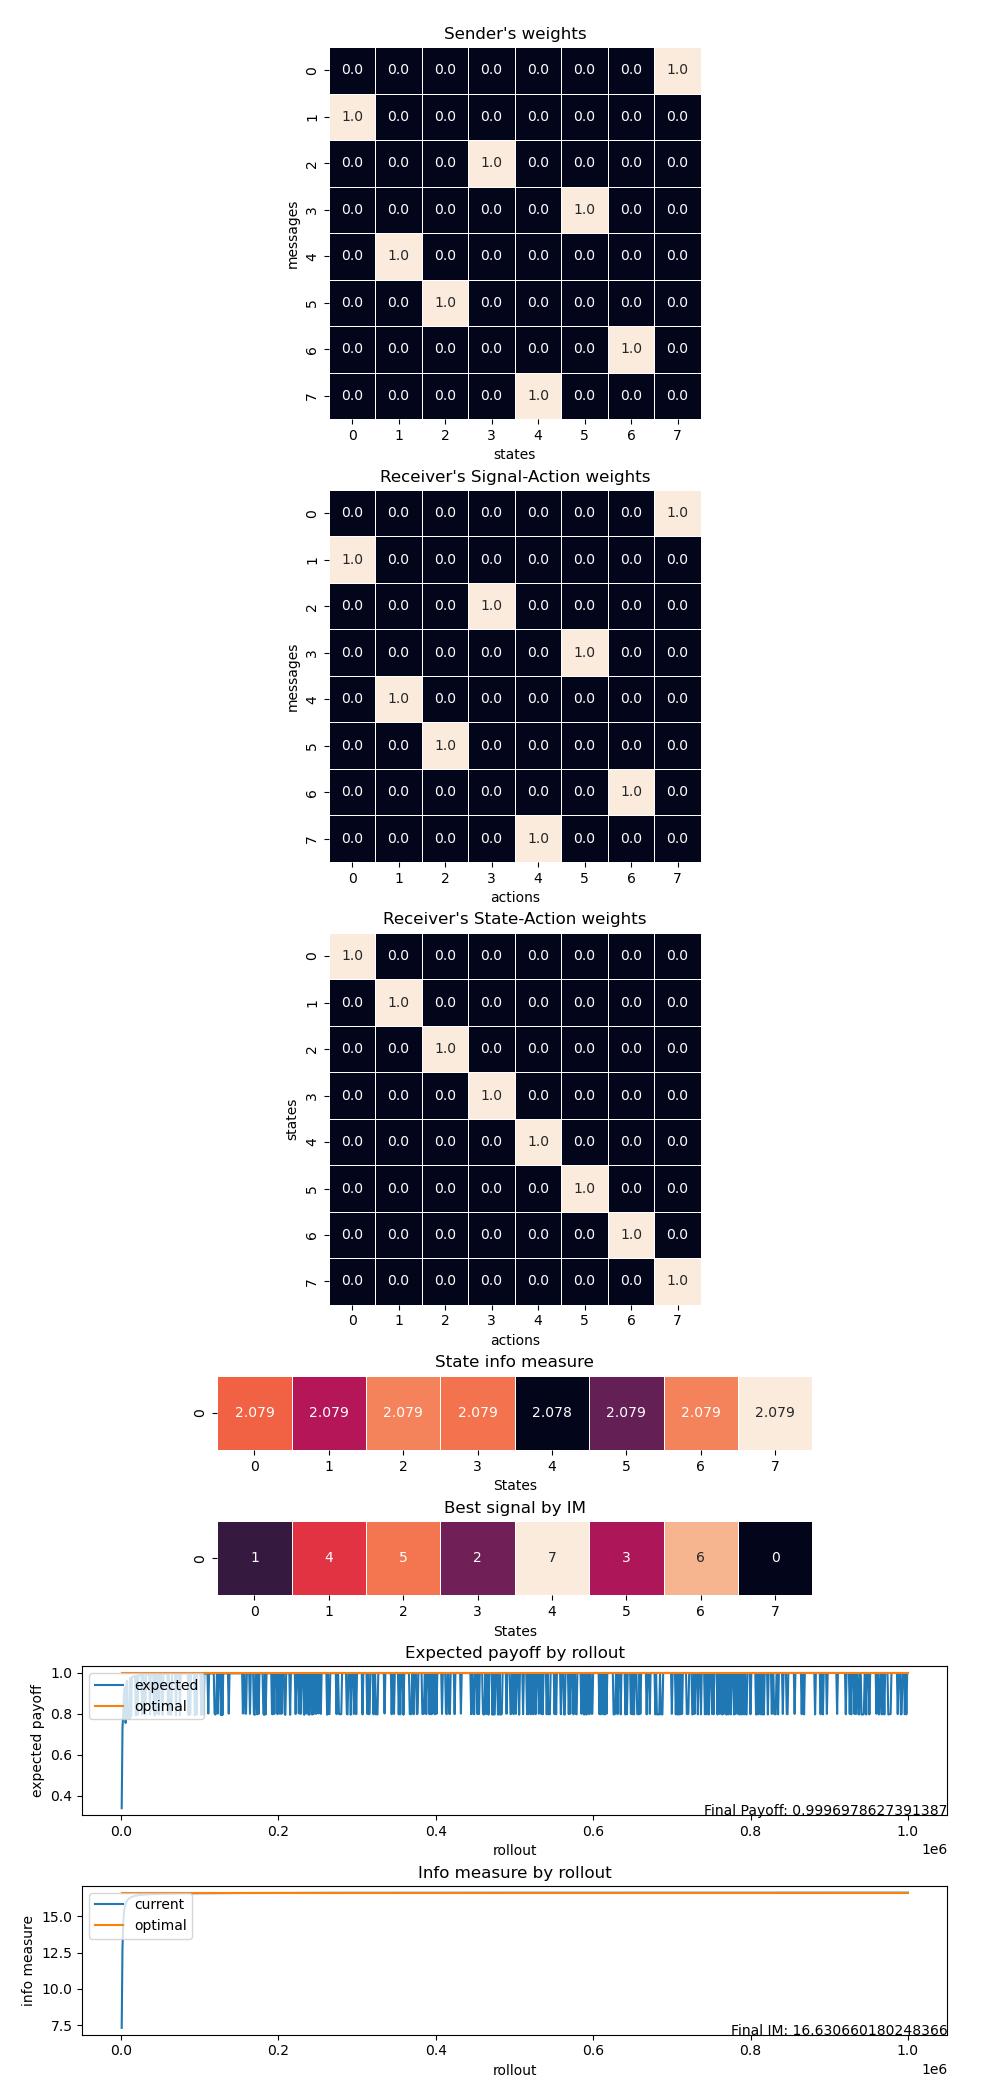 Sender's weights
0 0.0 0.0 0.0 0.0 0.0 0.0 0.0 1.0
1 1.0 0.0 0.0 0.0 0.0 0.0 0.0 0.0
2 0.0 0.0 0.0 1.0 0.0 0.0 0.0 0.0
3 0.0 0.0 0.0 0.0 0.0 1.0 0.0 0.0
messages
4 0.0 1.0 0.0 0.0 0.0 0.0 0.0 0.0
5 0.0 0.0 1.0 0.0 0.0 0.0 0.0 0.0
6 0.0 0.0 0.0 0.0 0.0 0.0 1.0 0.0
7 0.0 0.0 0.0 0.0 1.0 0.0 0.0 0.0
0 1 2 3 4 5 6 7
states
Receiver's Signal-Action weights
0 0.0 0.0 0.0 0.0 0.0 0.0 0.0 1.0
1 1.0 0.0 0.0 0.0 0.0 0.0 0.0 0.0
2 0.0 0.0 0.0 1.0 0.0 0.0 0.0 0.0
3 0.0 0.0 0.0 0.0 0.0 1.0 0.0 0.0
messages
4 0.0 1.0 0.0 0.0 0.0 0.0 0.0 0.0
5 0.0 0.0 1.0 0.0 0.0 0.0 0.0 0.0
6 0.0 0.0 0.0 0.0 0.0 0.0 1.0 0.0
7 0.0 0.0 0.0 0.0 1.0 0.0 0.0 0.0
0 1 2 3 4 5 6 7
actions
Receiver's State-Action weights
0 1.0 0.0 0.0 0.0 0.0 0.0 0.0 0.0
1 0.0 1.0 0.0 0.0 0.0 0.0 0.0 0.0
2 0.0 0.0 1.0 0.0 0.0 0.0 0.0 0.0
3 0.0 0.0 0.0 1.0 0.0 0.0 0.0 0.0
states
4 0.0 0.0 0.0 0.0 1.0 0.0 0.0 0.0
5 0.0 0.0 0.0 0.0 0.0 1.0 0.0 0.0
6 0.0 0.0 0.0 0.0 0.0 0.0 1.0 0.0
7 0.0 0.0 0.0 0.0 0.0 0.0 0.0 1.0
0 1 2 3 4 5 6 7
actions
State info measure
0 2.079 2.079 2.079 2.079 2.078 2.079 2.079 2.079
0 1 2 3 4 5 6 7
States
Best signal by IM
0 1 4 5 2 7 3 6 0
0 1 2 3 4 5 6 7
States
Expected payoff by rollout
expected payoff
1.0
0.8
0.6
0.4
expected
optimal
Final Payoff: 0.9996978627391387
0.0 0.2 0.4 0.6 0.8 1.0
1e6
rollout
Info measure by rollout
info measure
15.0
12.5
10.0
7.5
current
optimal
Final IM: 16.630660180248366
0.0 0.2 0.4 0.6 0.8 1.0
1e6
rollout